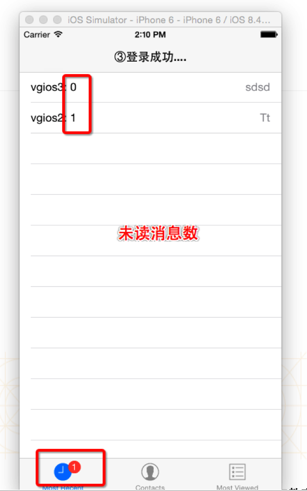 iOS Simulator - iPhone 6 - iPhone 6 / iOS 8.4...
Carrier 2:10 PM
③登录成功....
vgios3: 0 sdsd
vgios2: 1 Tt
未读消息数
1
Most Recent Contacts Most Viewed